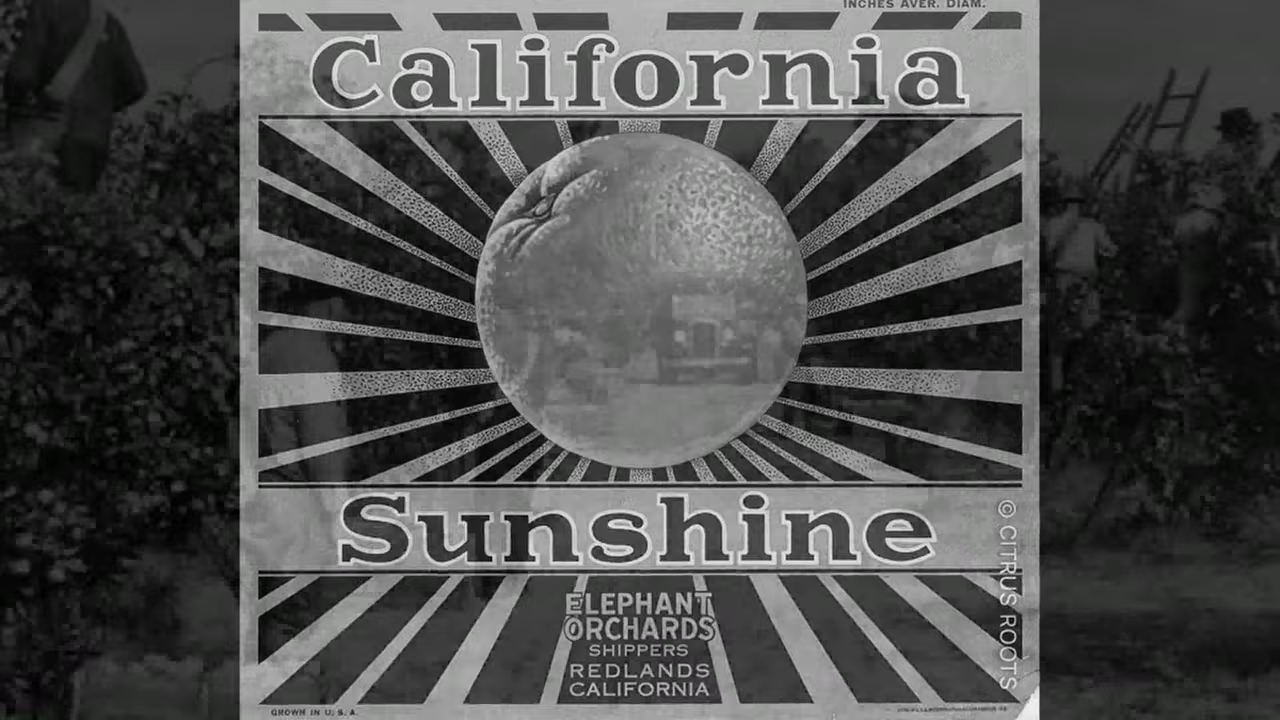 INCHES AVER. DIAM.
California
Sunshine
ELEPHANT
ORCHARDS
SHIPPERS
REDLANDS
CALIFORNIA
GROWN IN U. S. A.
© CITRUS ROOTS